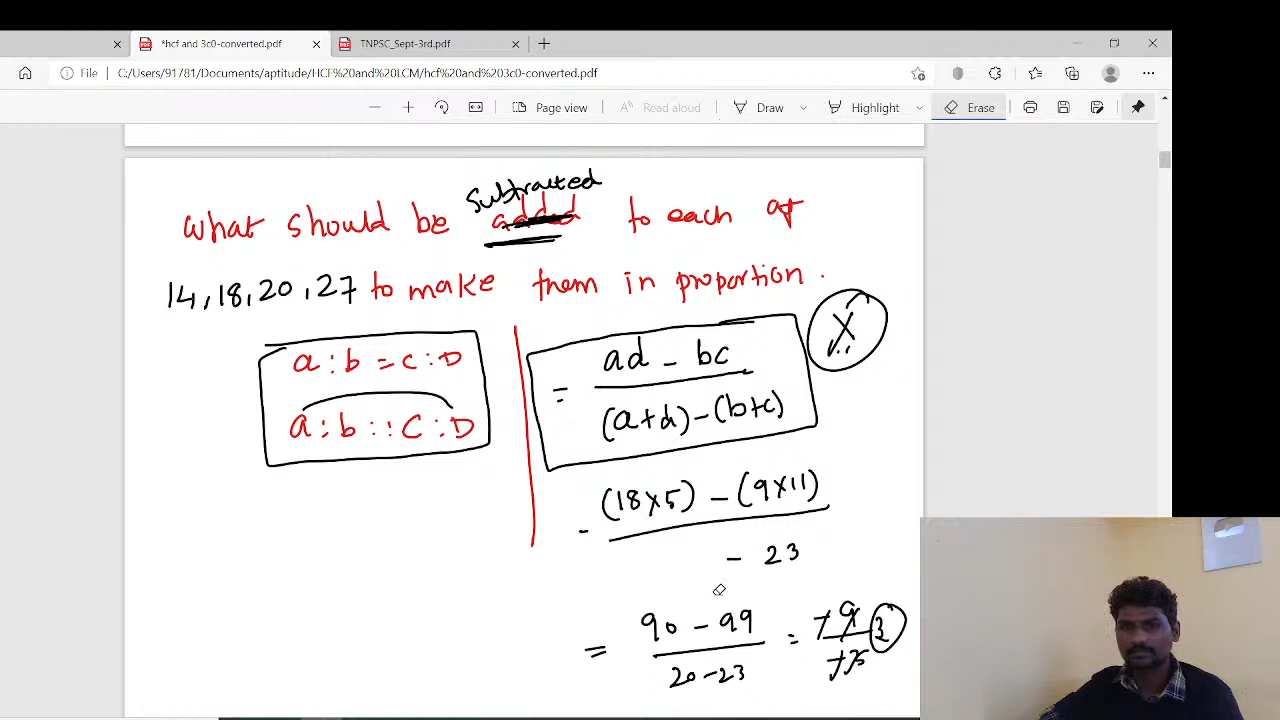 *hcf and 3c0-converted.pdf
TNPSC_Sept-3rd.pdf
File
C:/Users/91781/Documents/aptitude/HCF%20and%20LCM/hcf%20and%203c0-converted.pdf
Page view
Read aloud
Draw
Highlight
Erase
subtracted
What should be added to each of
14, 18, 20, 27 to make them in proportion.
a : b = c : D
a : b :: C : D
= ad - bc
(a+d) - (b+c)
X
(18x5) - (9x11)
- 23
= 90 - 99
20 - 23
=
3